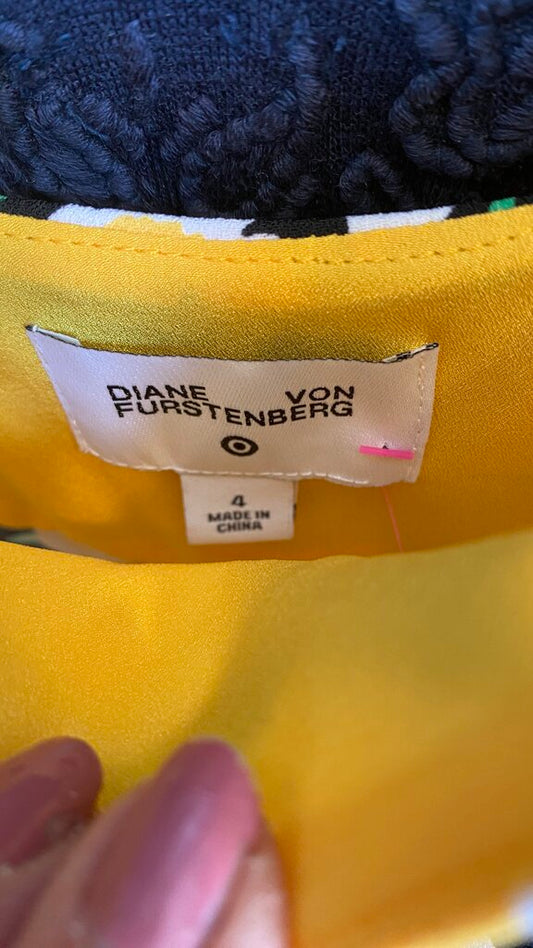 DIANE VON
FURSTENBERG
4
MADE IN
CHINA